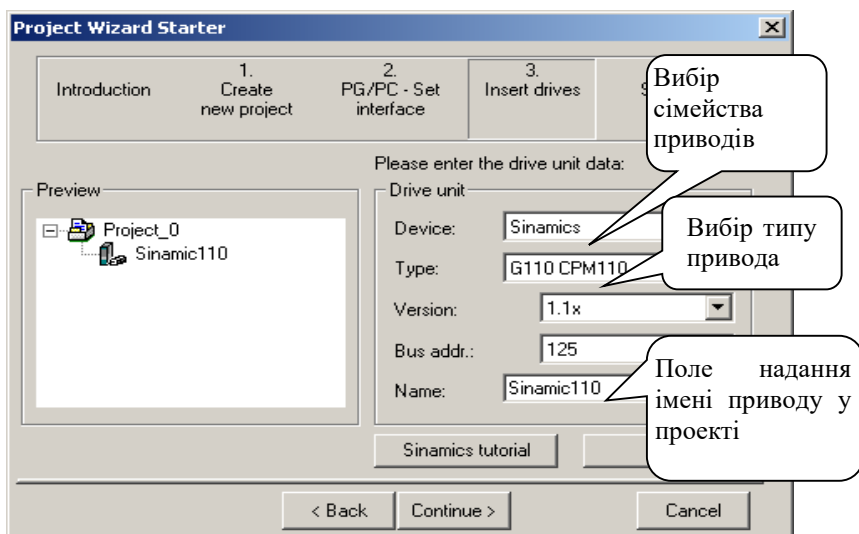 Project Wizard Starter
Introduction
1.
Create
new project
2.
PG/PC - Set
interface
3.
Insert drives
Вибір
сімейства
приводів
Please enter the drive unit data:
Preview
Project_0
Sinamic110
Drive unit
Device:
Sinamics
Type:
G110 CPM110
Version:
1.1x
Bus addr.:
125
Name:
Sinamic110
Вибір типу
привода
Поле надання
імені приводу у
проекті
Sinamics tutorial
< Back
Continue >
Cancel